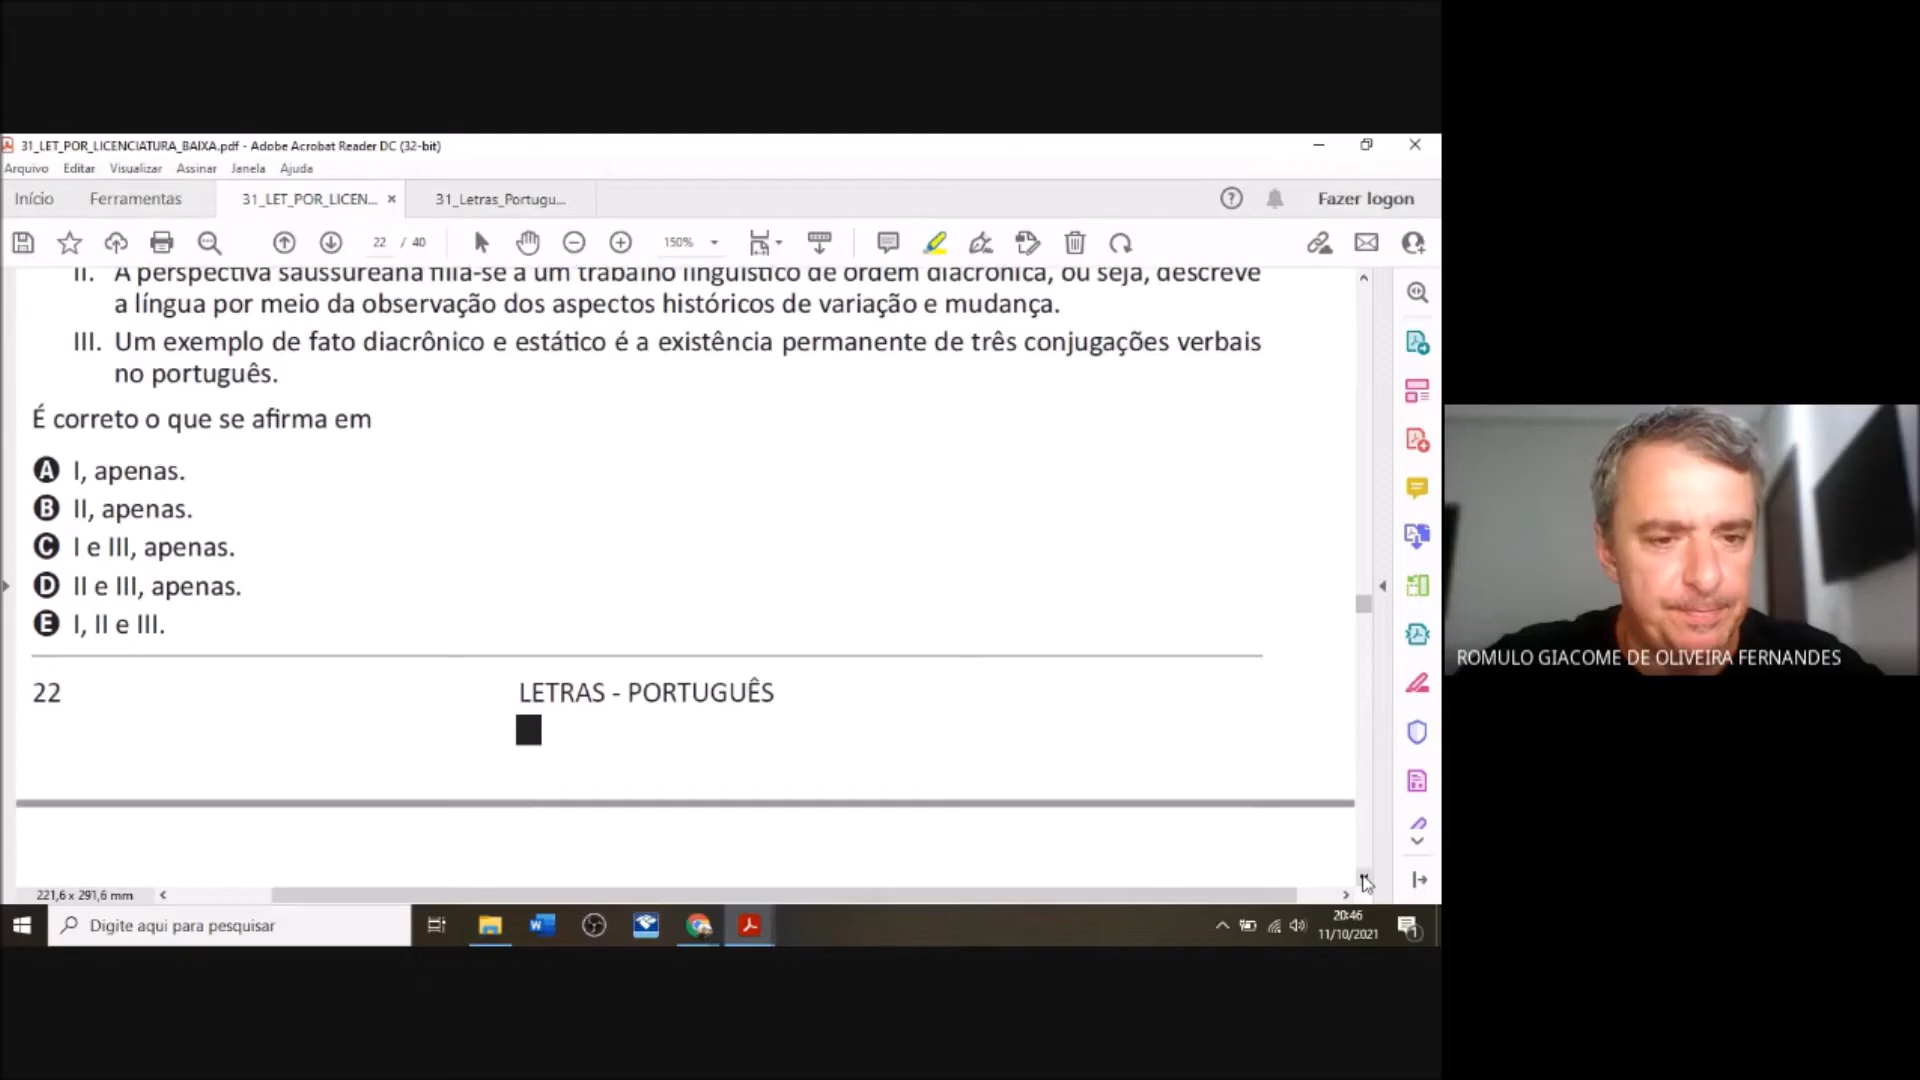 31_LET_POR_LICENCIATURA_BAIXA.pdf - Adobe Acrobat Reader DC (32-bit)
Arquivo Editar Visualizar Assinar Janela Ajuda
Início Ferramentas 31_LET_POR_LICEN... 31_Letras_Portugu... Fazer logon
22 / 40 150%
II. A perspectiva saussureana filia-se a um trabalho linguístico de ordem diacrônica, ou seja, descreve
a língua por meio da observação dos aspectos históricos de variação e mudança.
III. Um exemplo de fato diacrônico e estático é a existência permanente de três conjugações verbais
no português.
É correto o que se afirma em
A I, apenas.
B II, apenas.
C I e III, apenas.
D II e III, apenas.
E I, II e III.
22 LETRAS - PORTUGUÊS
221,6 x 291,6 mm
Digite aqui para pesquisar
20:46
11/10/2021
1
ROMULO GIACOME DE OLIVEIRA FERNANDES